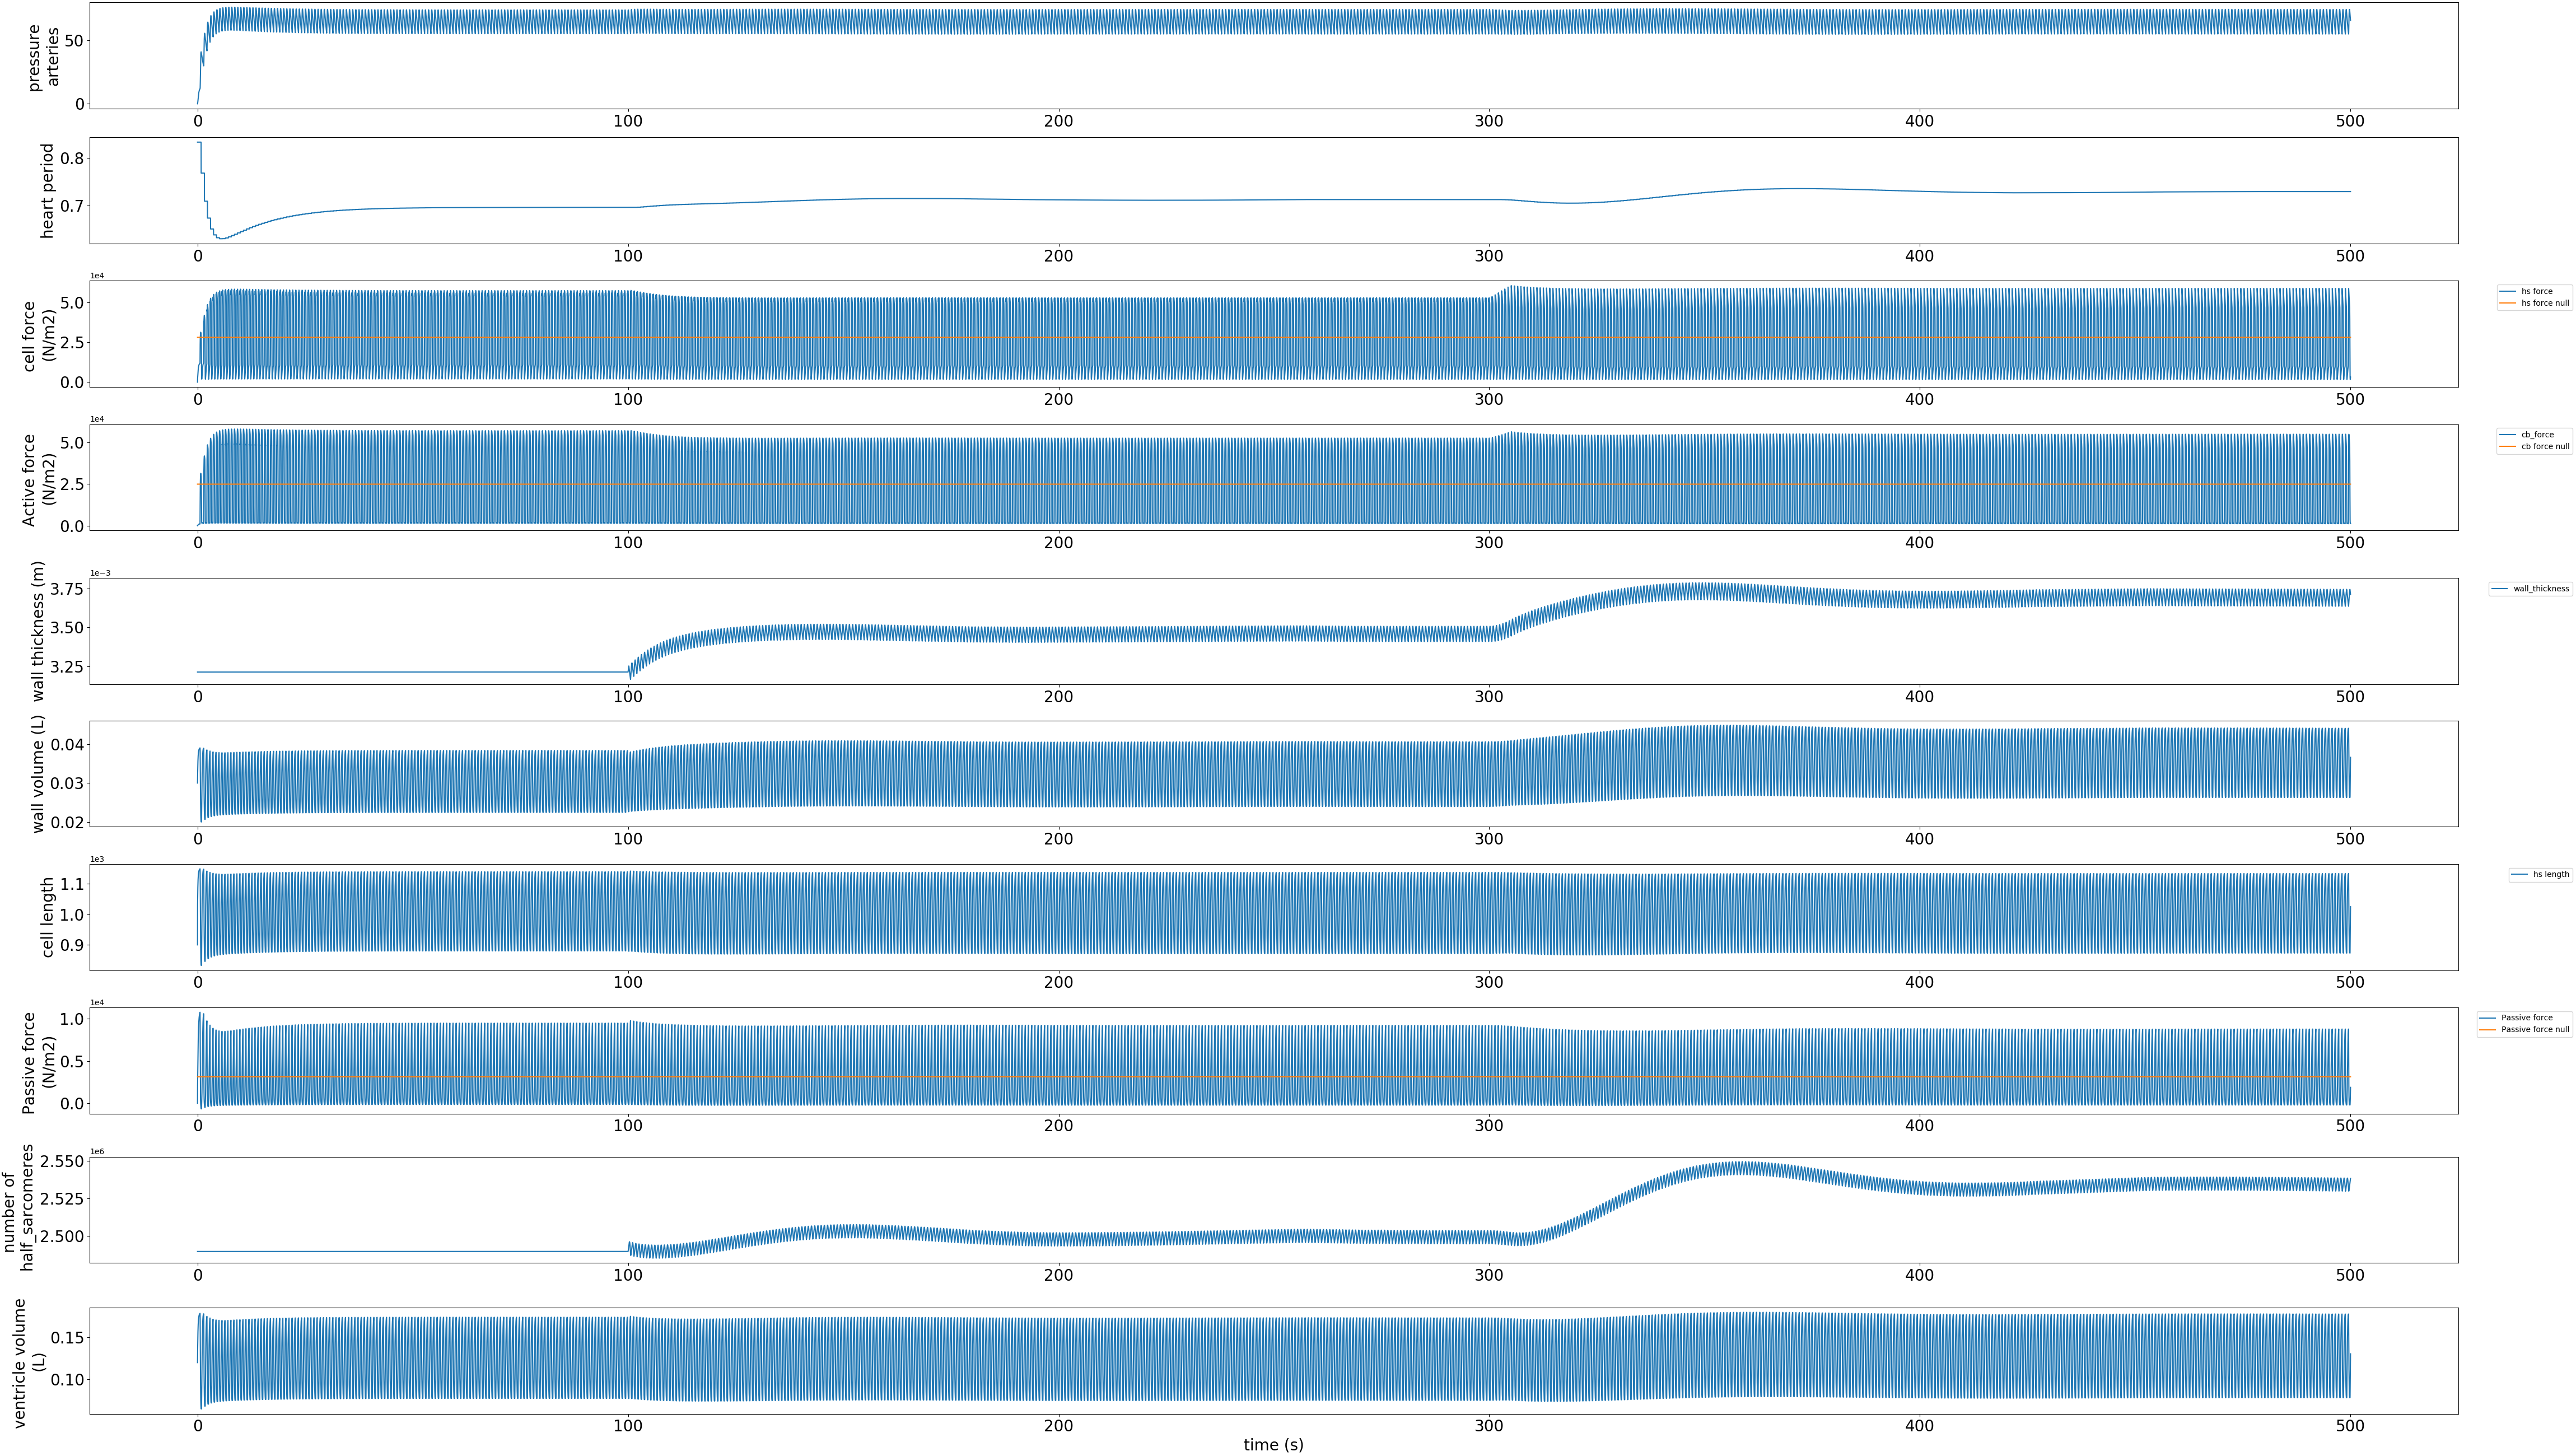 pressure
arteries
50
0
0 100 200 300 400 500
heart period
0.8
0.7
0 100 200 300 400 500
1e4
cell force
(N/m2)
5.0
2.5
0.0
hs force
hs force null
0 100 200 300 400 500
1e4
Active force
(N/m2)
5.0
2.5
0.0
cb_force
cb force null
0 100 200 300 400 500
1e−3
wall thickness (m)
3.75
3.50
3.25
wall_thickness
0 100 200 300 400 500
wall volume (L)
0.04
0.03
0.02
0 100 200 300 400 500
1e3
cell length
1.1
1.0
0.9
hs length
0 100 200 300 400 500
1e4
Passive force
(N/m2)
1.0
0.5
0.0
Passive force
Passive force null
0 100 200 300 400 500
1e6
number of
half_sarcomeres
2.550
2.525
2.500
0 100 200 300 400 500
ventricle volume
(L)
0.15
0.10
0 100 200 300 400 500
time (s)